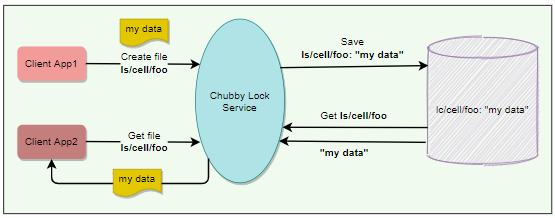 my data
Client App1
Create file
ls/cell/foo
Chubby Lock
Service
Save
ls/cell/foo: "my data"
lc/cell/foo: "my data"
Client App2
Get file
ls/cell/foo
my data
Get ls/cell/foo
"my data"